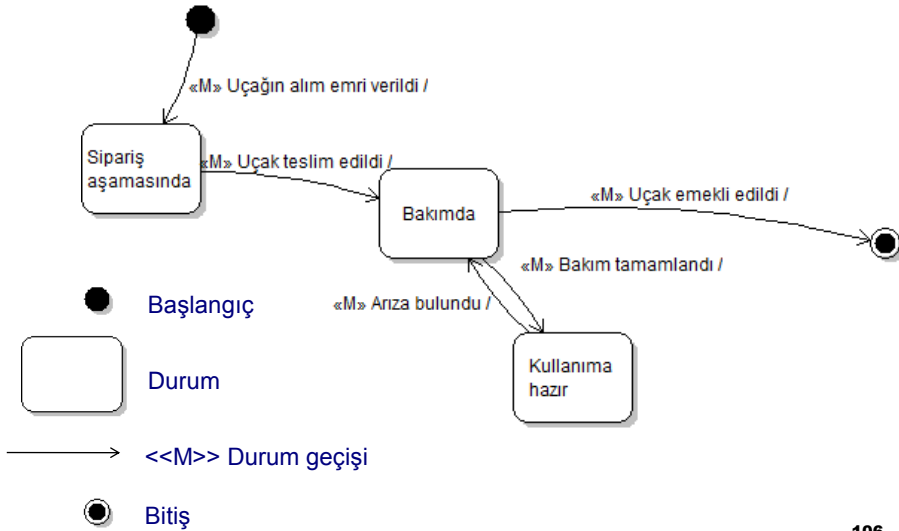 «M» Uçağın alım emri verildi /
Sipariş
aşamasında
«M» Uçak teslim edildi /
Bakımda
«M» Uçak emekli edildi /
«M» Bakım tamamlandı /
«M» Arıza bulundu /
Kullanıma
hazır
Başlangıç
Durum
<<M>> Durum geçişi
Bitiş
106